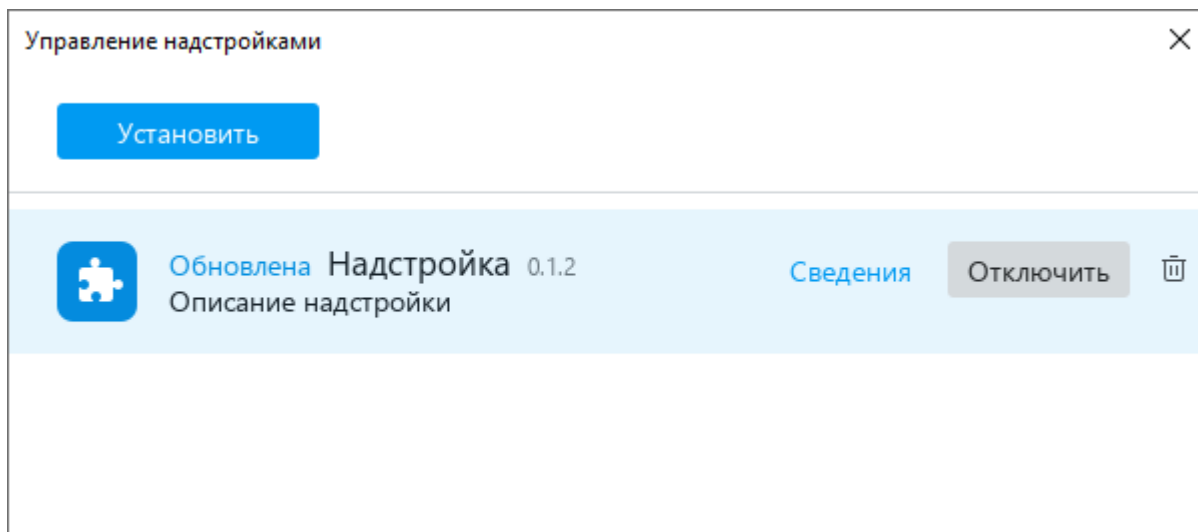 Управление надстройками
Установить
Обновлена Надстройка 0.1.2 Сведения Отключить
Описание надстройки